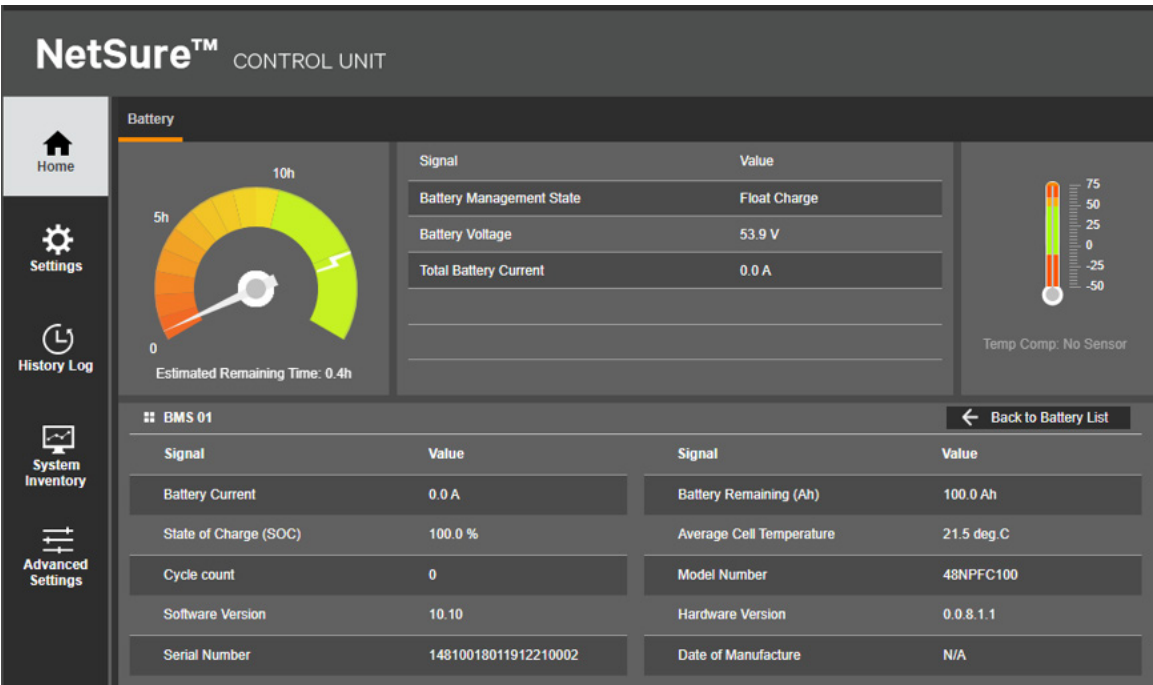 NetSure™ CONTROL UNIT
Home
Settings
History Log
System
Inventory
Advanced
Settings
Battery
10h
5h
0
Estimated Remaining Time: 0.4h
Signal Value
Battery Management State Float Charge
Battery Voltage 53.9 V
Total Battery Current 0.0 A
75
50
25
0
-25
-50
Temp Comp: No Sensor
BMS 01
Back to Battery List
Signal Value Signal Value
Battery Current 0.0 A Battery Remaining (Ah) 100.0 Ah
State of Charge (SOC) 100.0 % Average Cell Temperature 21.5 deg.C
Cycle count 0 Model Number 48NPFC100
Software Version 10.10 Hardware Version 0.0.8.1.1
Serial Number 14810018011912210002 Date of Manufacture N/A